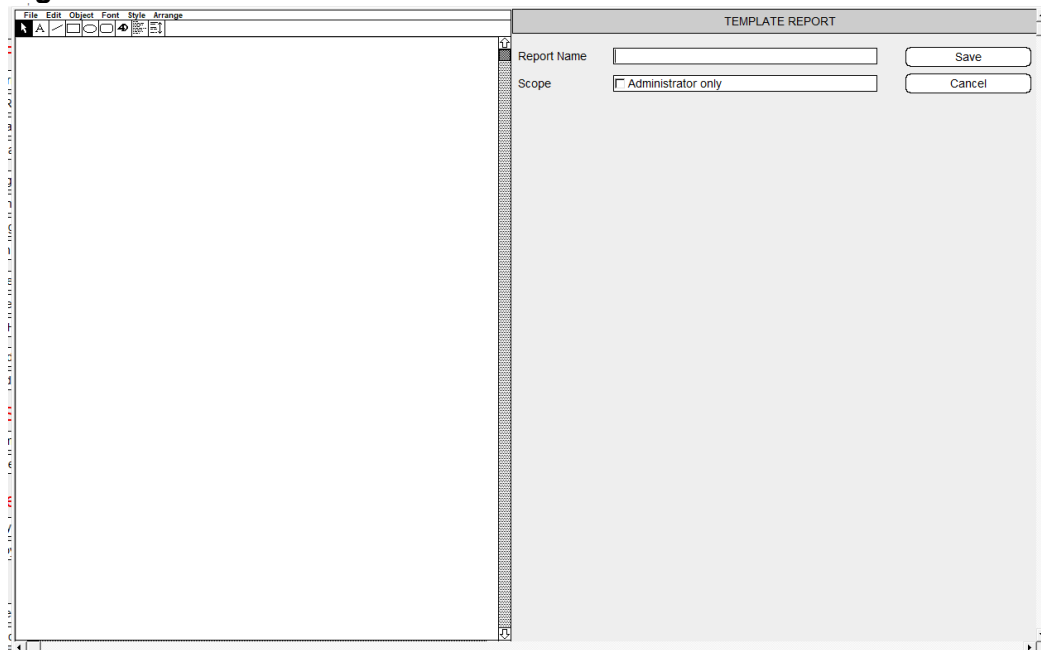 File Edit Object Font Style Arrange
A
TEMPLATE REPORT
Report Name
Save
Scope
Administrator only
Cancel